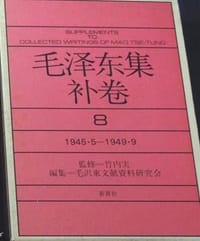 SUPPLEMENTS
TO
COLLECTED WRITINGS OF MAO TSE-TUNG
毛泽东集
补卷
8
1945·5—1949·9
監修—竹内実
編集—毛沢東文献資料研究会
蒼蒼社